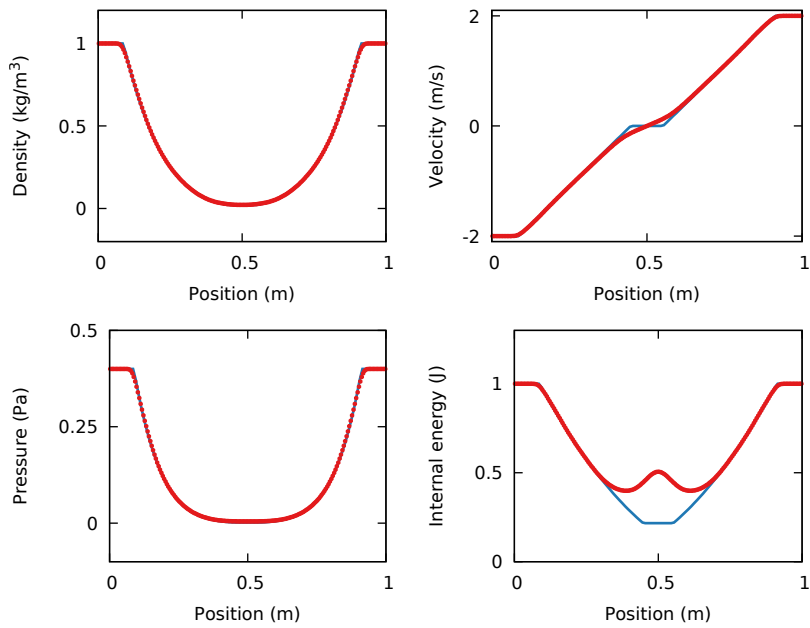 1
0.5
0
Density (kg/m³)
0 0.5 1
Position (m)
2
0
-2
Velocity (m/s)
0 0.5 1
Position (m)
0.5
0.25
0
Pressure (Pa)
0 0.5 1
Position (m)
1
0.5
0
Internal energy (J)
0 0.5 1
Position (m)